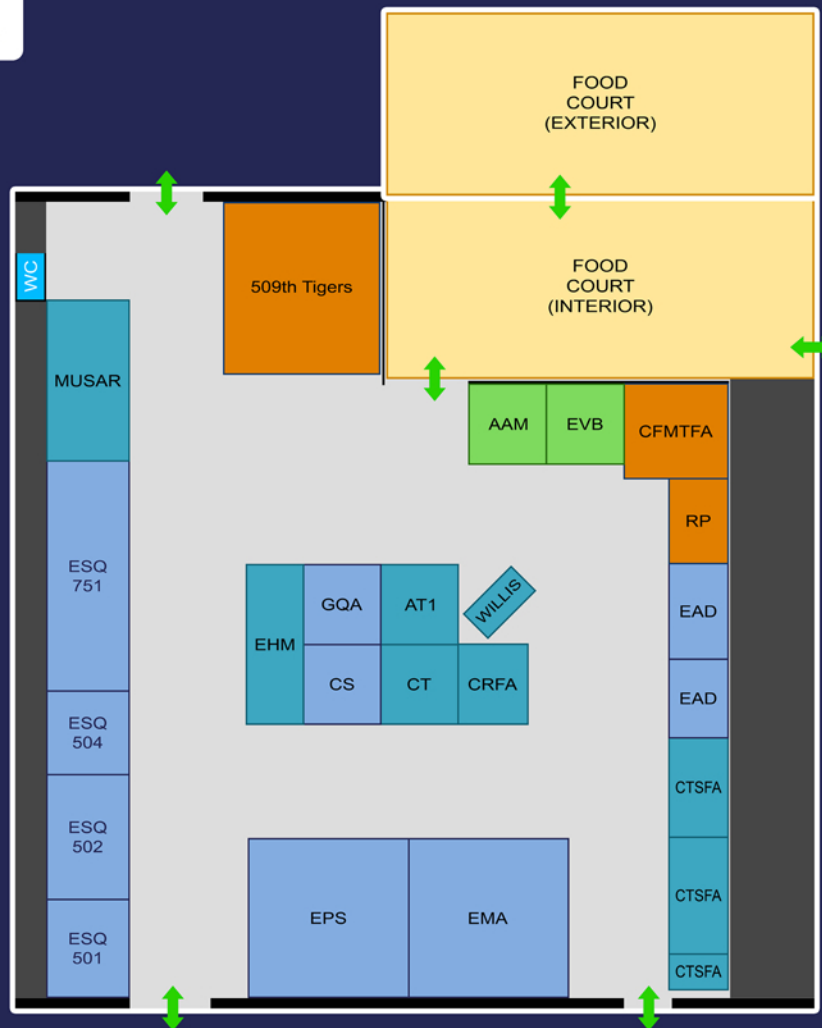 FOOD
COURT
(EXTERIOR)
WC
509th Tigers
FOOD
COURT
(INTERIOR)
MUSAR
AAM
EVB
CFMTFA
RP
ESQ
751
GQA
AT1
WILLIS
EAD
EHM
CS
CT
CRFA
EAD
ESQ
504
CTSFA
ESQ
502
CTSFA
EPS
EMA
ESQ
501
CTSFA